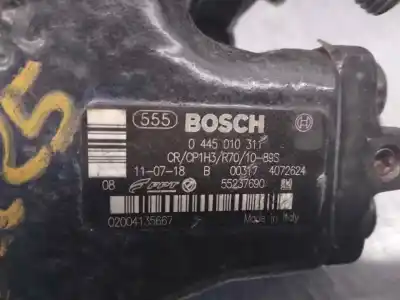 555 BOSCH
0 445 010 311
CR/CP1H3/R70/10-89S
11-07-18 B 00317 4072624
08 55237690
02004135667 Made in Italy